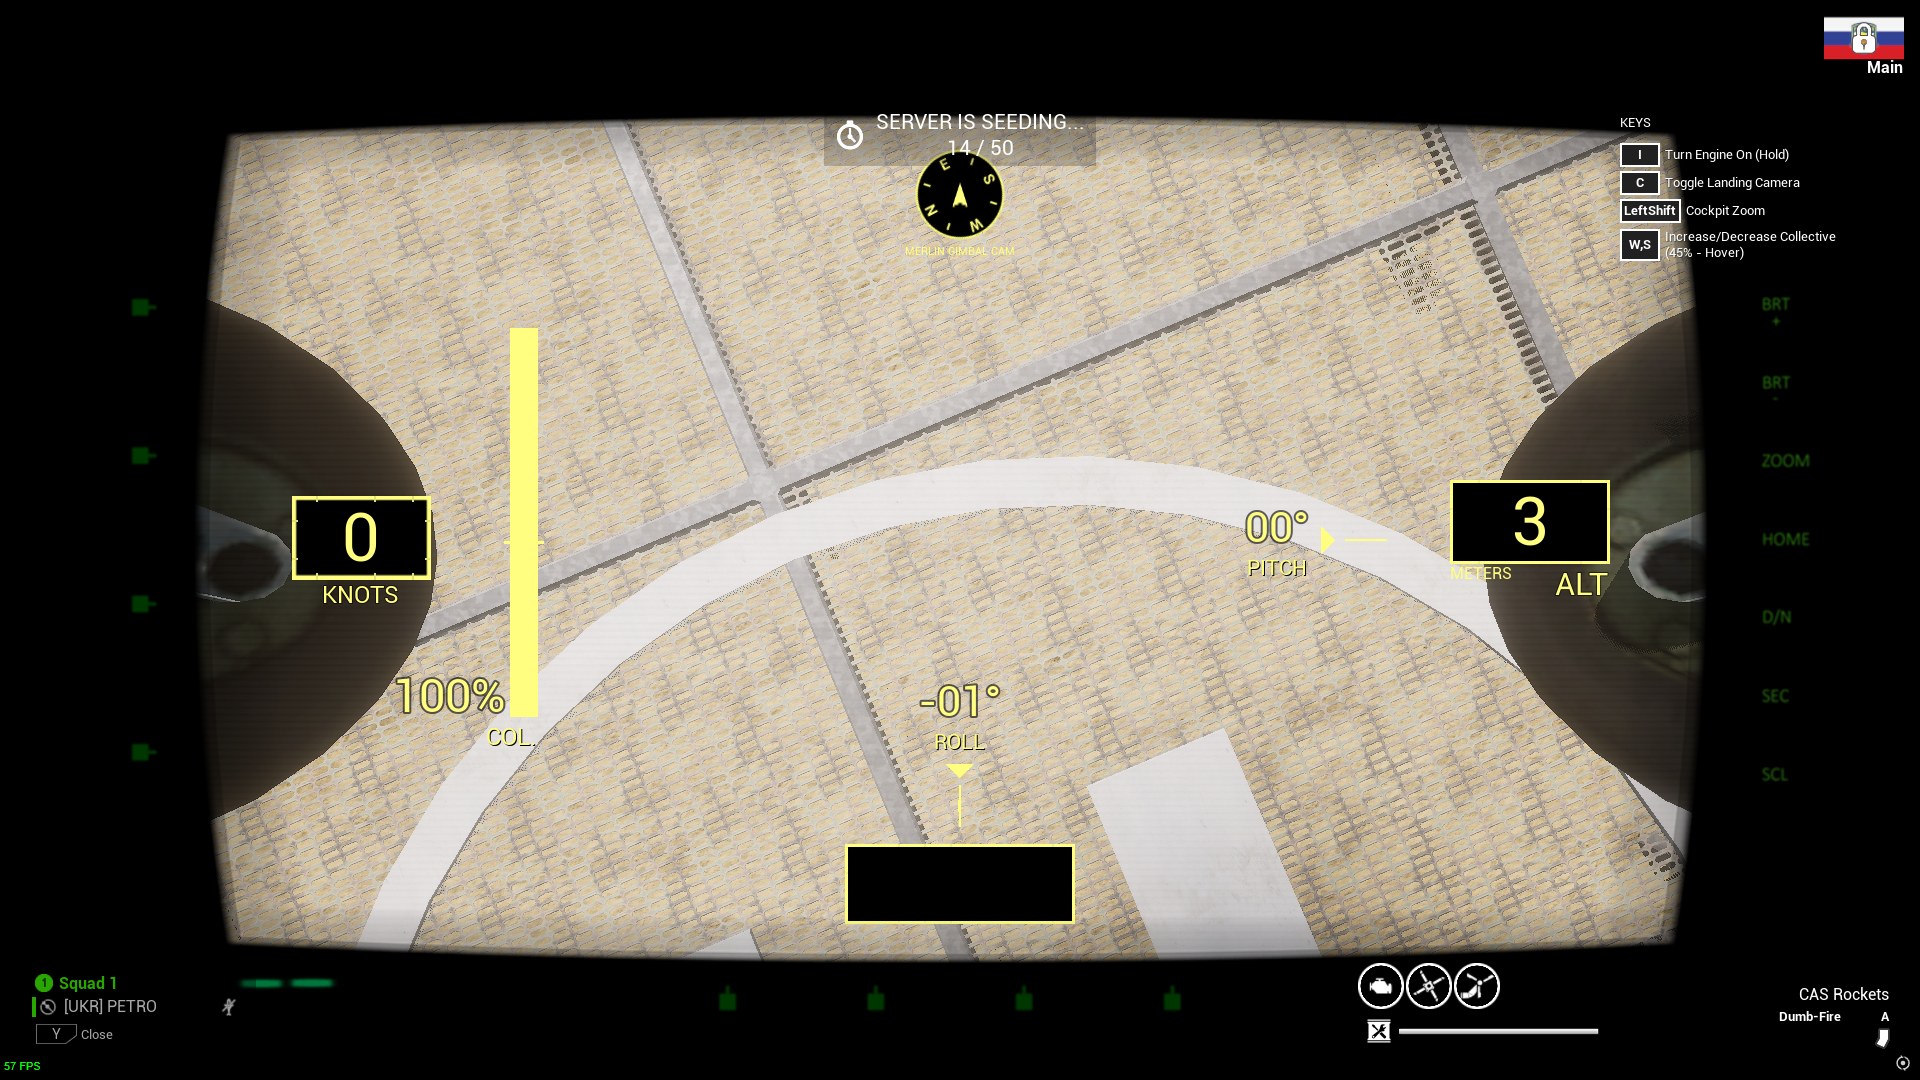 Main
SERVER IS SEEDING...
14 / 50
N E S W
MERLIN GIMBAL CAM
KEYS
I Turn Engine On (Hold)
C Toggle Landing Camera
LeftShift Cockpit Zoom
W,S Increase/Decrease Collective
(45% - Hover)
BRT
+
BRT
-
ZOOM
HOME
D/N
SEC
SCL
0
KNOTS
100%
COL.
00°
PITCH
3
METERS
ALT
-01°
ROLL
1 Squad 1
[UKR] PETRO
Y Close
57 FPS
CAS Rockets
Dumb-Fire A